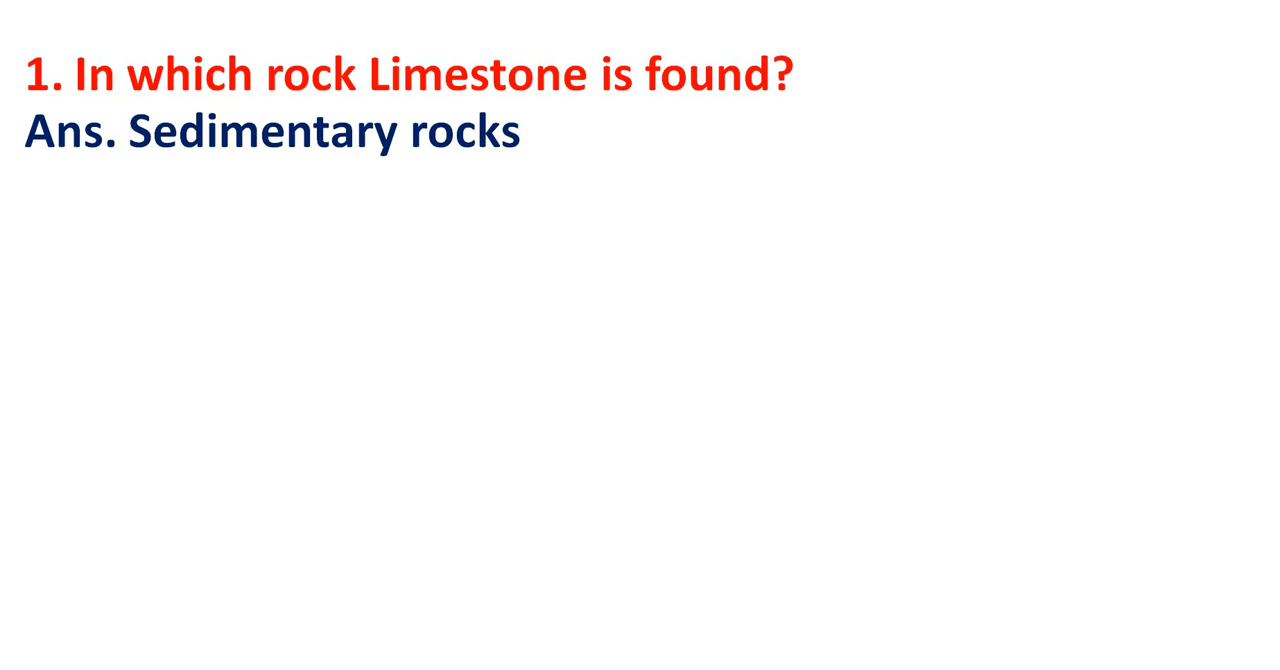 1. In which rock Limestone is found?
Ans. Sedimentary rocks